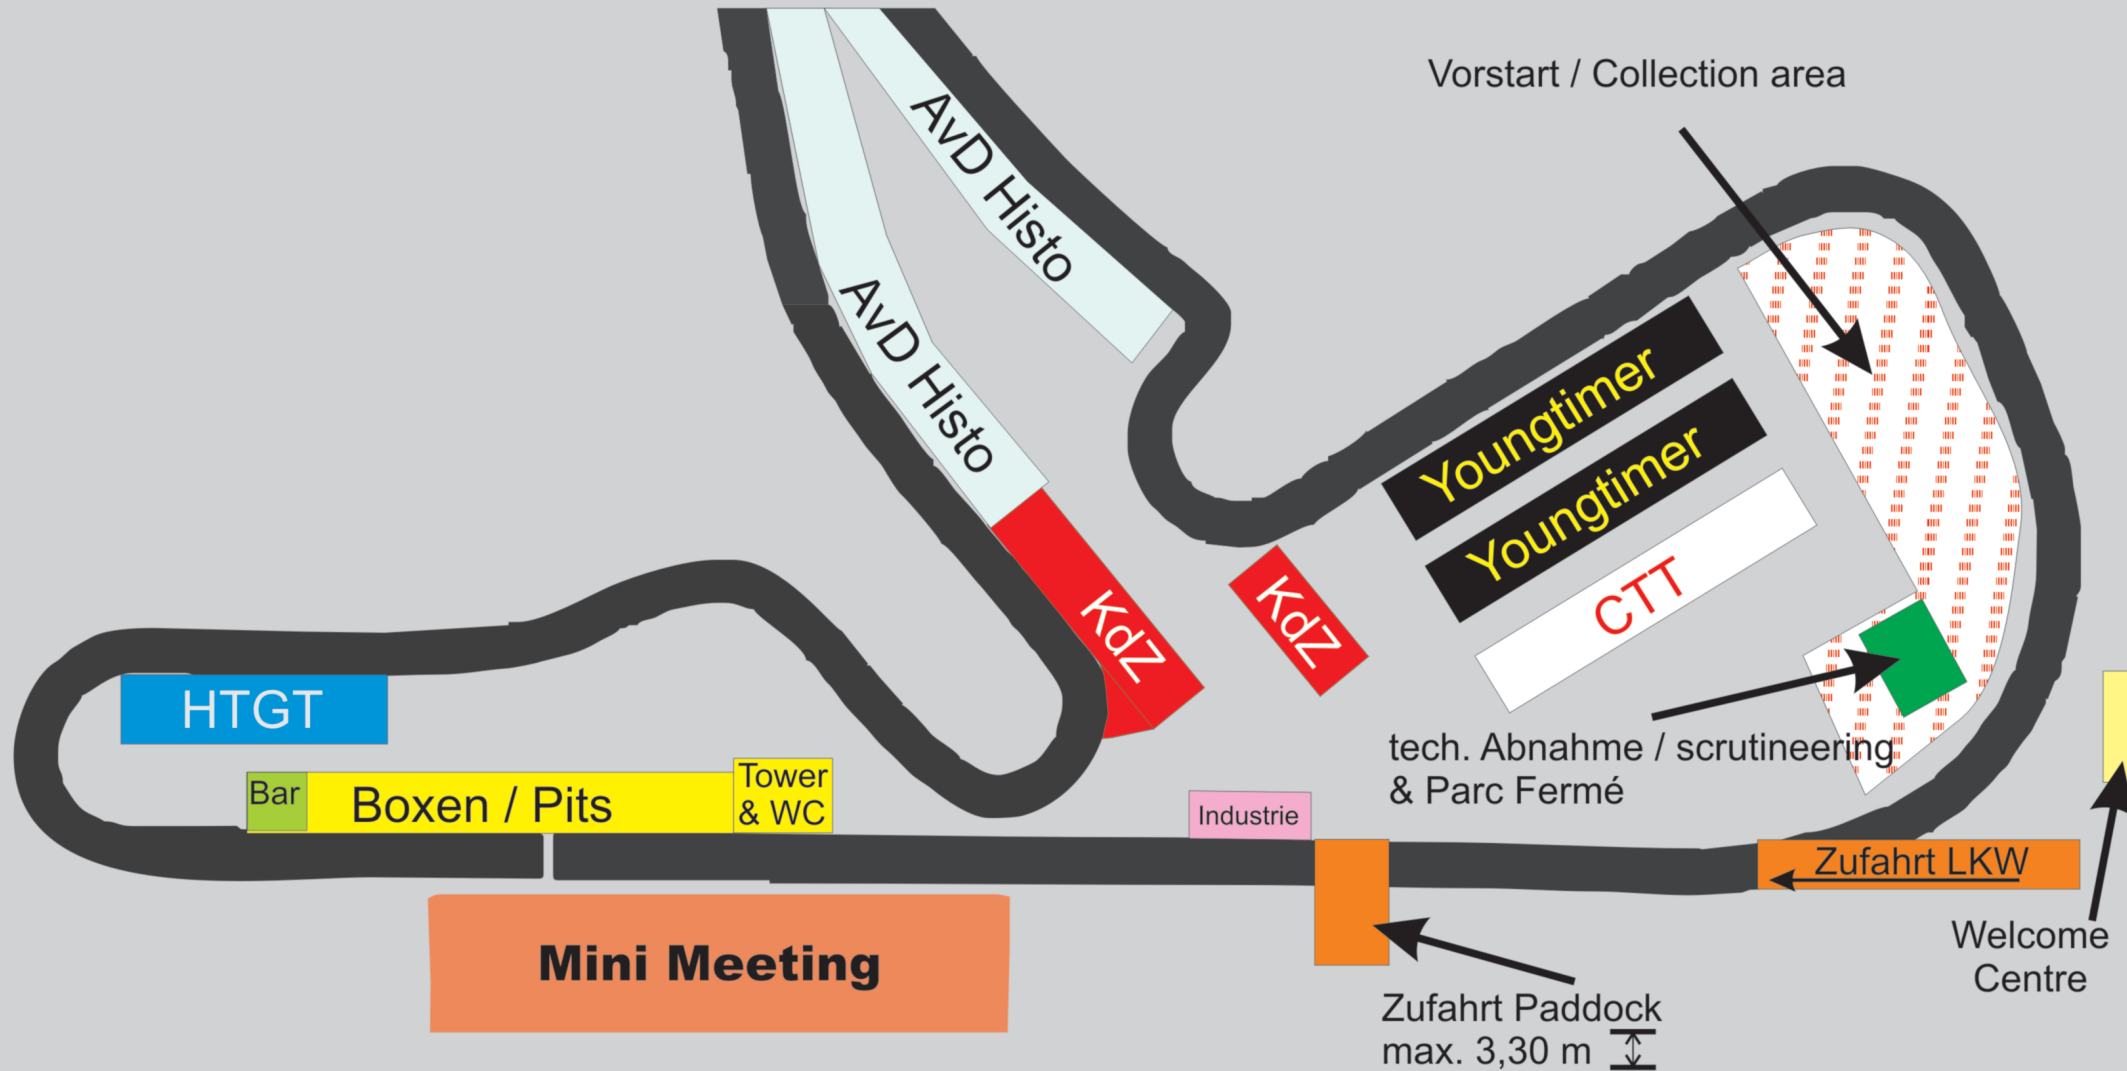 Vorstart / Collection area
AvD Histo
AvD Histo
Youngtimer
Youngtimer
CTT
KdZ
KdZ
HTGT
tech. Abnahme / scrutineering
& Parc Fermé
Bar
Boxen / Pits
Tower
& WC
Industrie
Zufahrt LKW
Mini Meeting
Welcome
Centre
Zufahrt Paddock
max. 3,30 m